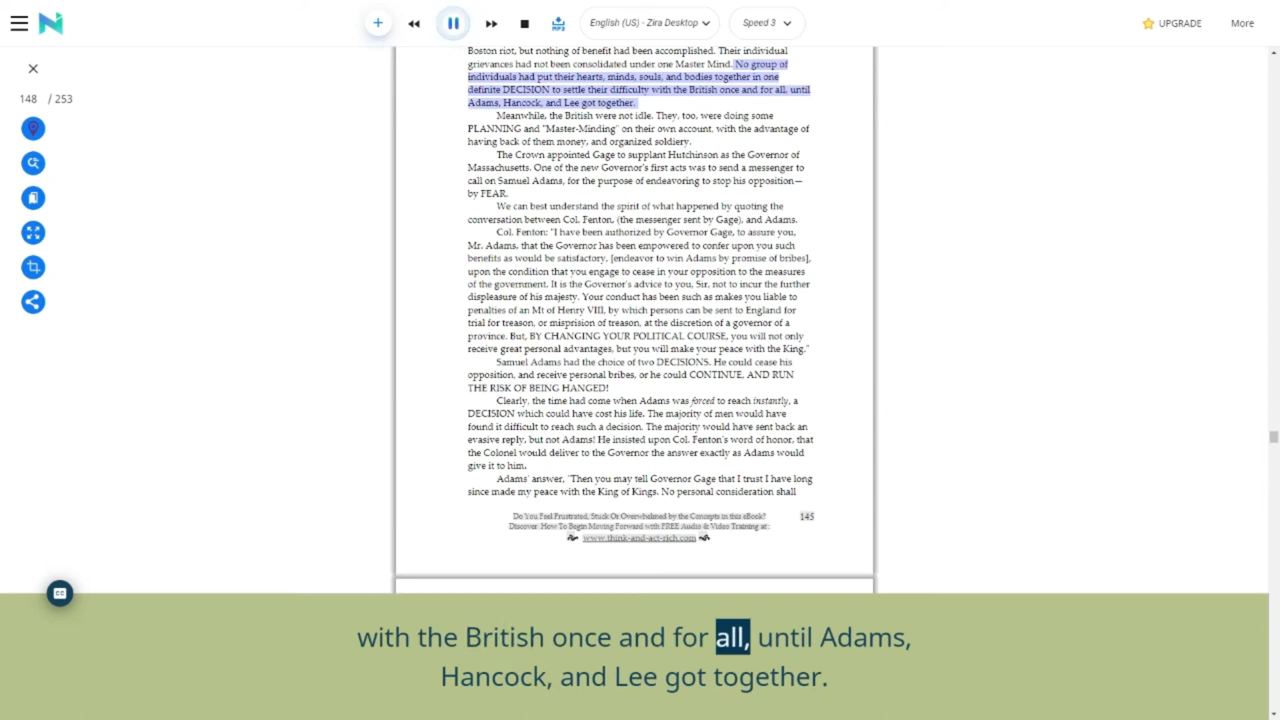 English (US) - Zira Desktop
Speed 3
UPGRADE
More
148 / 253
MP3
Boston riot, but nothing of benefit had been accomplished. Their individual
grievances had not been consolidated under one Master Mind. No group of
individuals had put their hearts, minds, souls, and bodies together in one
definite DECISION to settle their difficulty with the British once and for all, until
Adams, Hancock, and Lee got together.
Meanwhile, the British were not idle. They, too, were doing some
PLANNING and "Master-Minding" on their own account, with the advantage of
having back of them money, and organized soldiery.
The Crown appointed Gage to supplant Hutchinson as the Governor of
Massachusetts. One of the new Governor's first acts was to send a messenger to
call on Samuel Adams, for the purpose of endeavoring to stop his opposition—
by FEAR.
We can best understand the spirit of what happened by quoting the
conversation between Col. Fenton, (the messenger sent by Gage), and Adams.
Col. Fenton: "I have been authorized by Governor Gage, to assure you,
Mr. Adams, that the Governor has been empowered to confer upon you such
benefits as would be satisfactory, [endeavor to win Adams by promise of bribes],
upon the condition that you engage to cease in your opposition to the measures
of the government. It is the Governor's advice to you, Sir, not to incur the further
displeasure of his majesty. Your conduct has been such as makes you liable to
penalties of an Mt of Henry VIII, by which persons can be sent to England for
trial for treason, or misprision of treason, at the discretion of a governor of a
province. But, BY CHANGING YOUR POLITICAL COURSE, you will not only
receive great personal advantages, but you will make your peace with the King."
Samuel Adams had the choice of two DECISIONS. He could cease his
opposition, and receive personal bribes, or he could CONTINUE, AND RUN
THE RISK OF BEING HANGED!
Clearly, the time had come when Adams was forced to reach instantly, a
DECISION which could have cost his life. The majority of men would have
found it difficult to reach such a decision. The majority would have sent back an
evasive reply, but not Adams! He insisted upon Col. Fenton's word of honor, that
the Colonel would deliver to the Governor the answer exactly as Adams would
give it to him.
Adams' answer, "Then you may tell Governor Gage that I trust I have long
since made my peace with the King of Kings. No personal consideration shall
Do You Feel Frustrated, Stuck Or Overwhelmed by the Concepts in this eBook?
145
Discover: How To Begin Moving Forward with FREE Audio & Video Training at:
www.think-and-act-rich.com
CC
with the British once and for all, until Adams,
Hancock, and Lee got together.